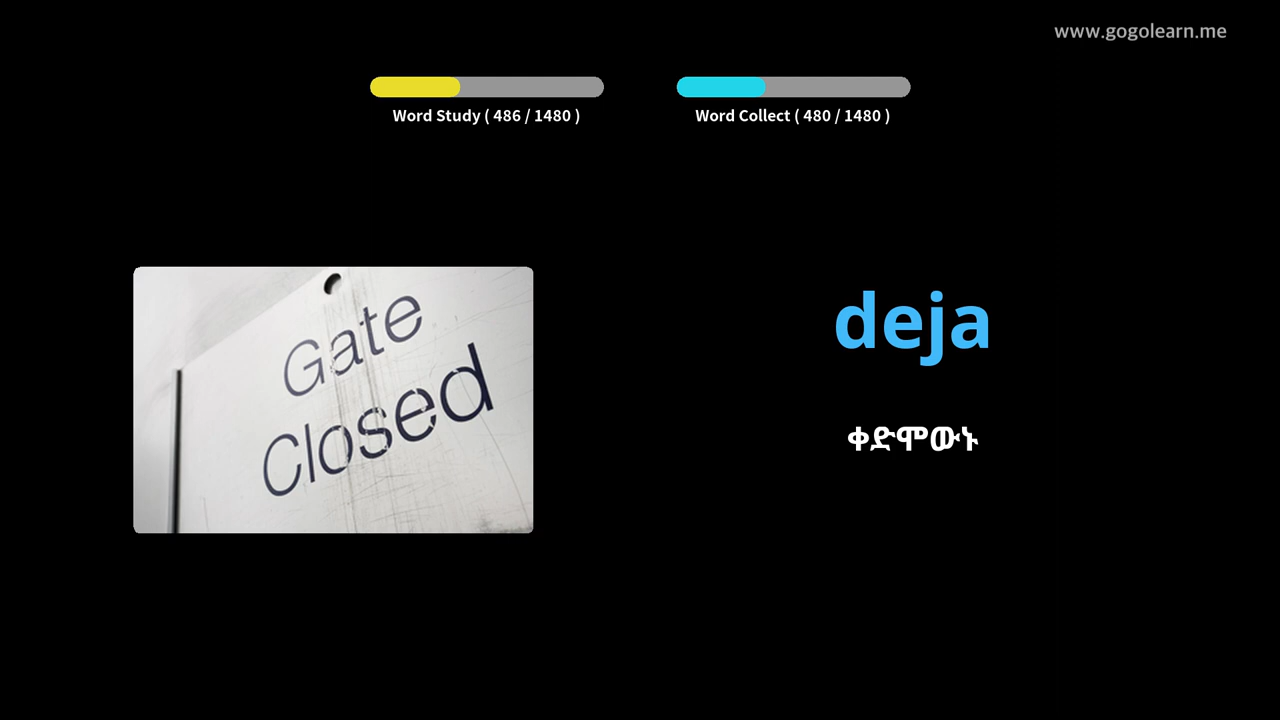 www.gogolearn.me
Word Study ( 486 / 1480 )
Word Collect ( 480 / 1480 )
Gate
Closed
deja
ቀድሞውኑ